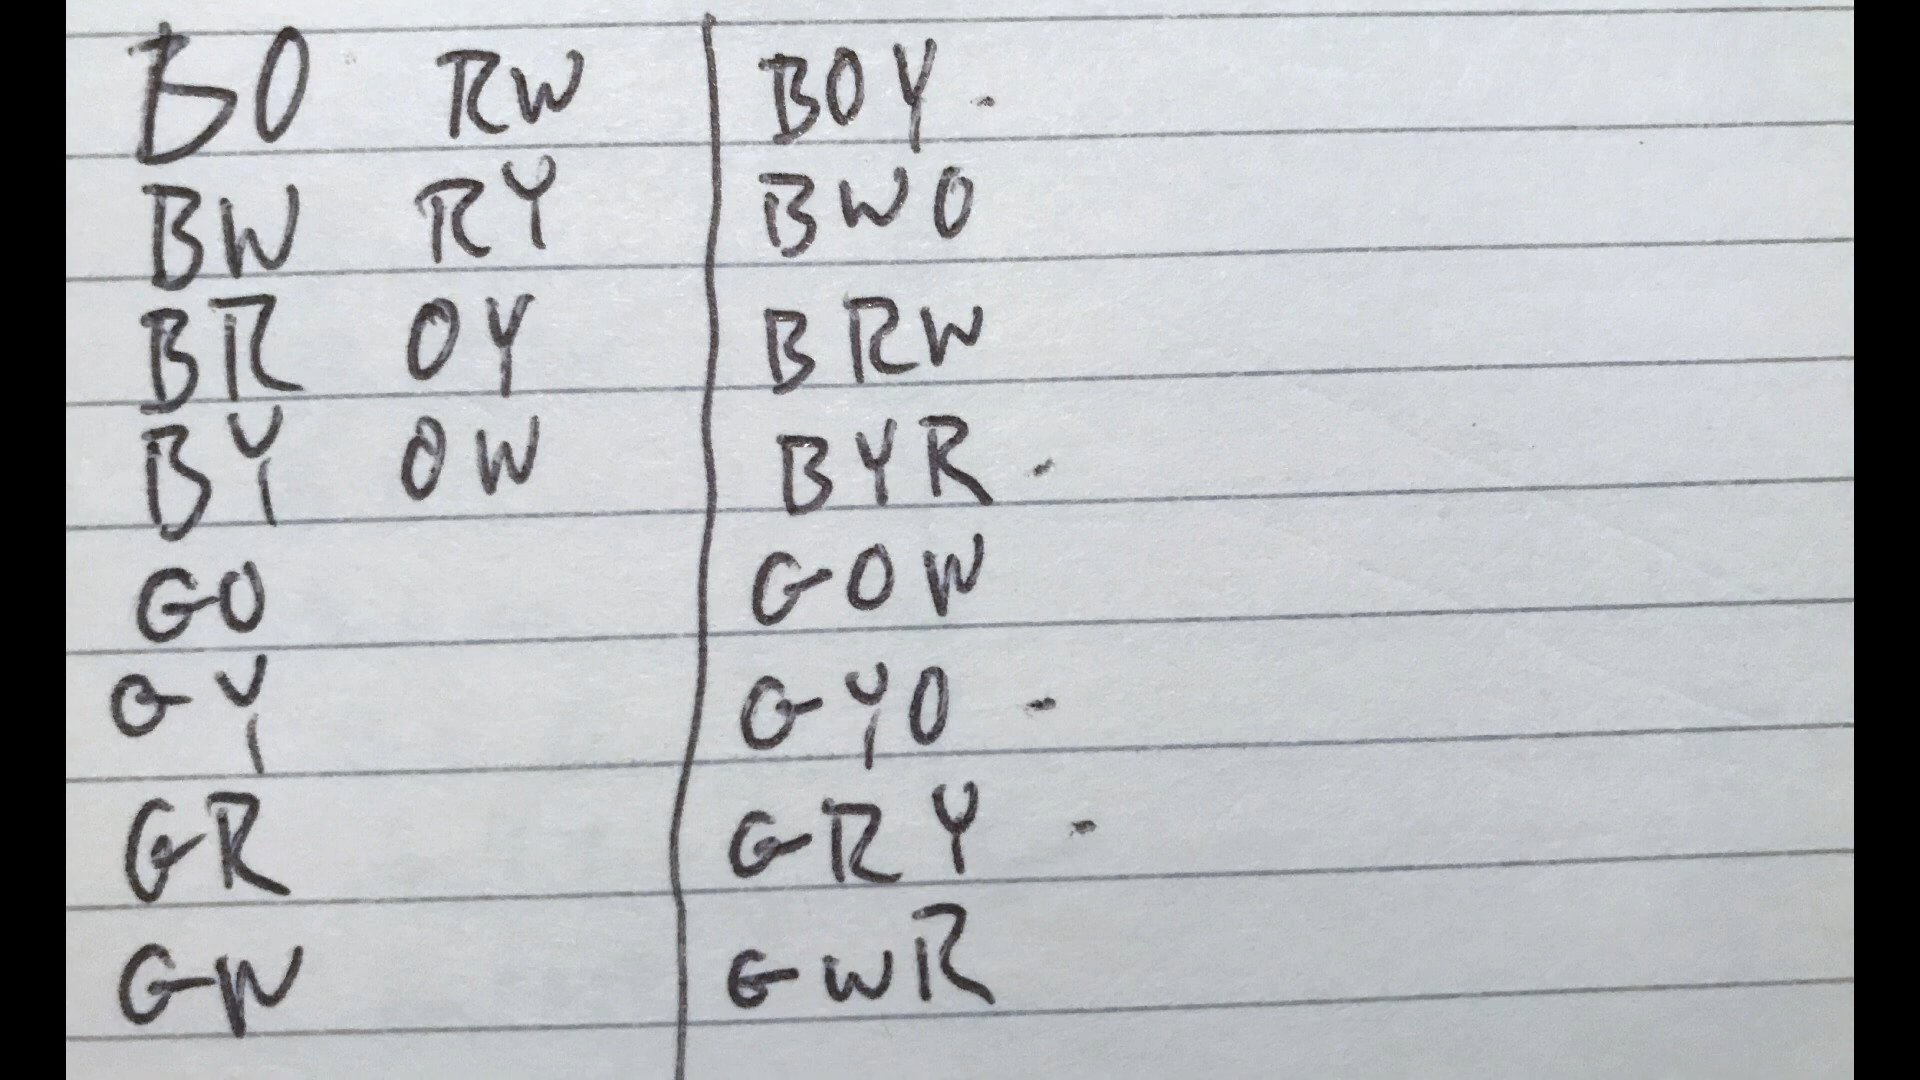 BO RW BOY .
BW RY BWO
BR OY BRW
BY OW BYR .
GO GOW
GY GYO -
GR GRY -
GW GWR